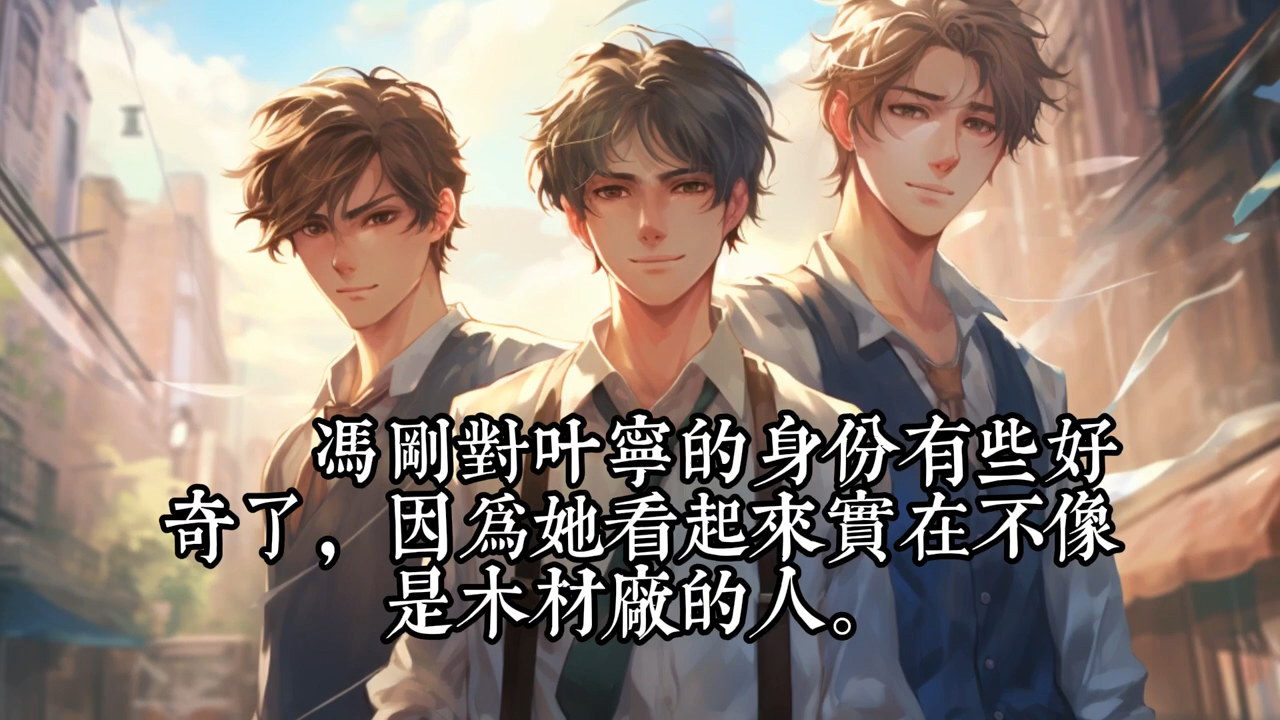 馮剛對叶寧的身份有些好
奇了，因爲她看起來實在不像
是木材廠的人。